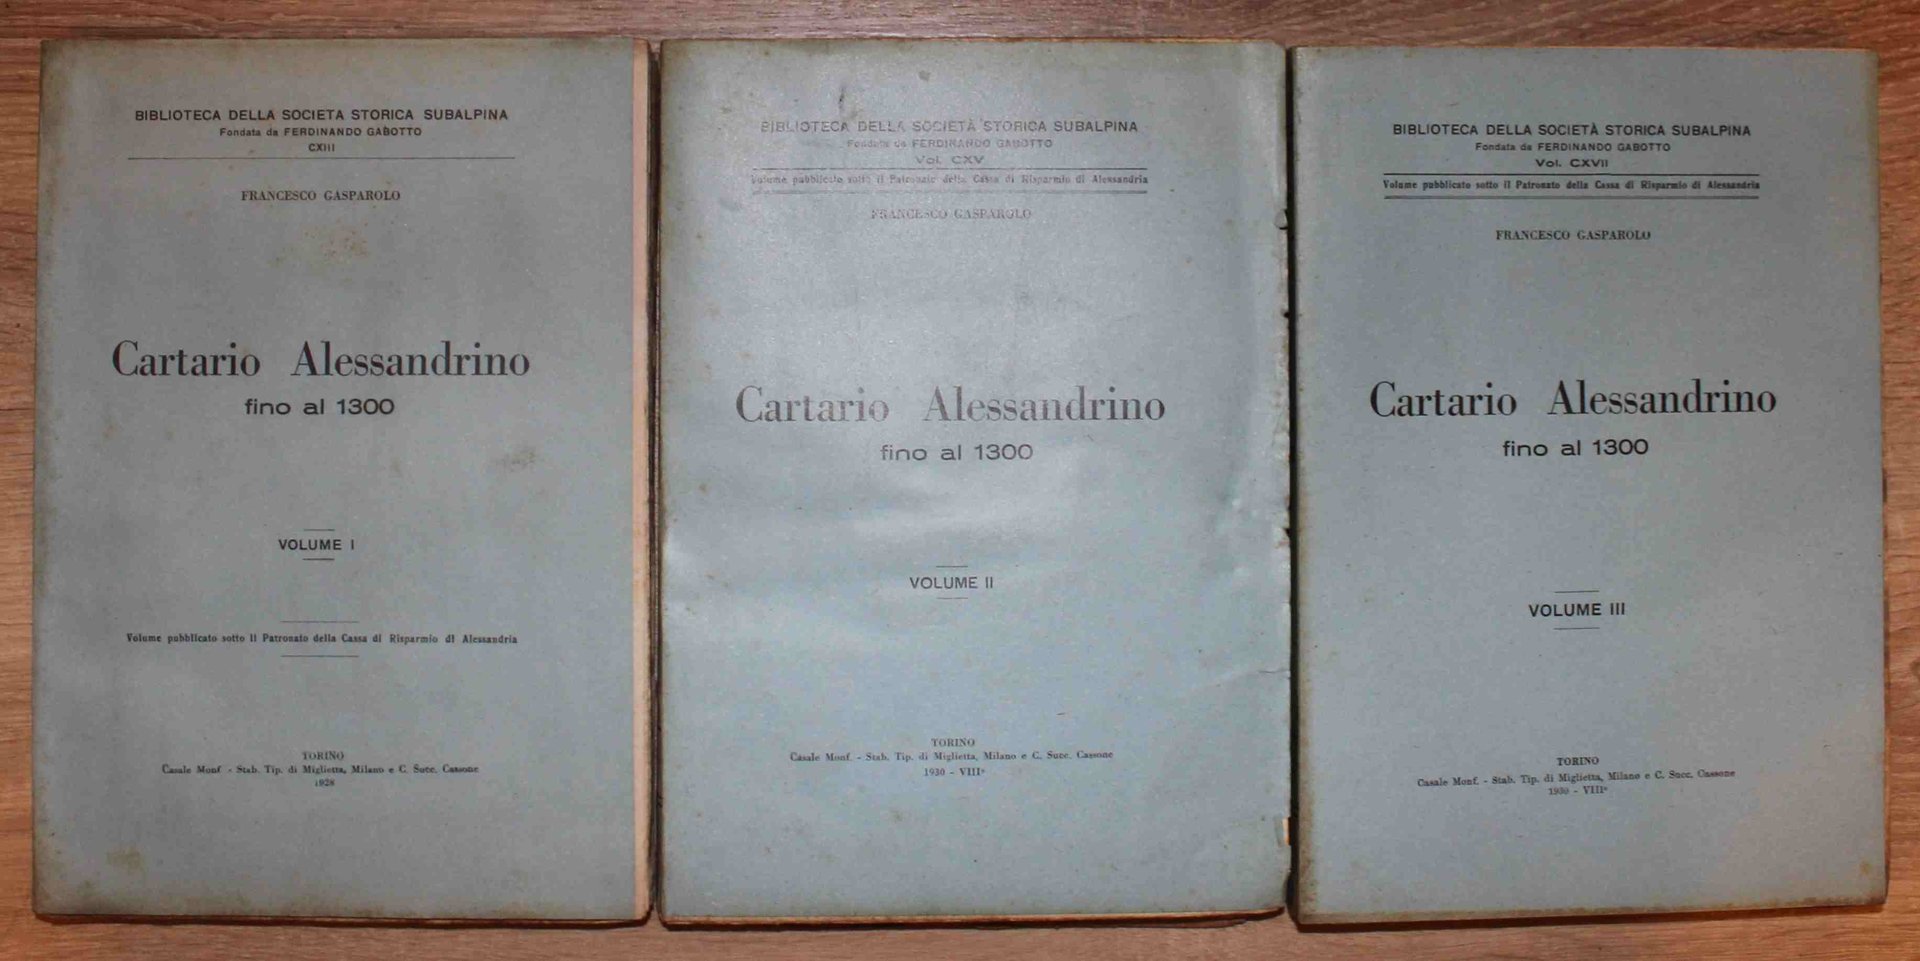 BIBLIOTECA DELLA SOCIETA STORICA SUBALPINA
Fondata da FERDINANDO GABOTTO
CXIII
FRANCESCO GASPAROLO
Cartario Alessandrino
fino al 1300
VOLUME I
Volume pubblicato sotto il Patronato della Cassa di Risparmio di Alessandria
TORINO
Casale Monf - Stab. Tip. di Miglietta, Milano e C. Succ. Cassone
1928
BIBLIOTECA DELLA SOCIETÀ STORICA SUBALPINA
Fondata da FERDINANDO GABOTTO
Vol. CXV
Volume pubblicato sotto il Patronato della Cassa di Risparmio di Alessandria
FRANCESCO GASPAROLO
Cartario Alessandrino
fino al 1300
VOLUME II
TORINO
Casale Monf. - Stab. Tip. di Miglietta, Milano e C. Succ. Cassone
1930 - VIIIº
BIBLIOTECA DELLA SOCIETÀ STORICA SUBALPINA
Fondata da FERDINANDO GABOTTO
Vol. CXVII
Volume pubblicato sotto il Patronato della Cassa di Risparmio di Alessandria
FRANCESCO GASPAROLO
Cartario Alessandrino
fino al 1300
VOLUME III
TORINO
Casale Monf. - Stab. Tip. di Miglietta, Milano e C. Succ. Cassone
1930 - VIIIº